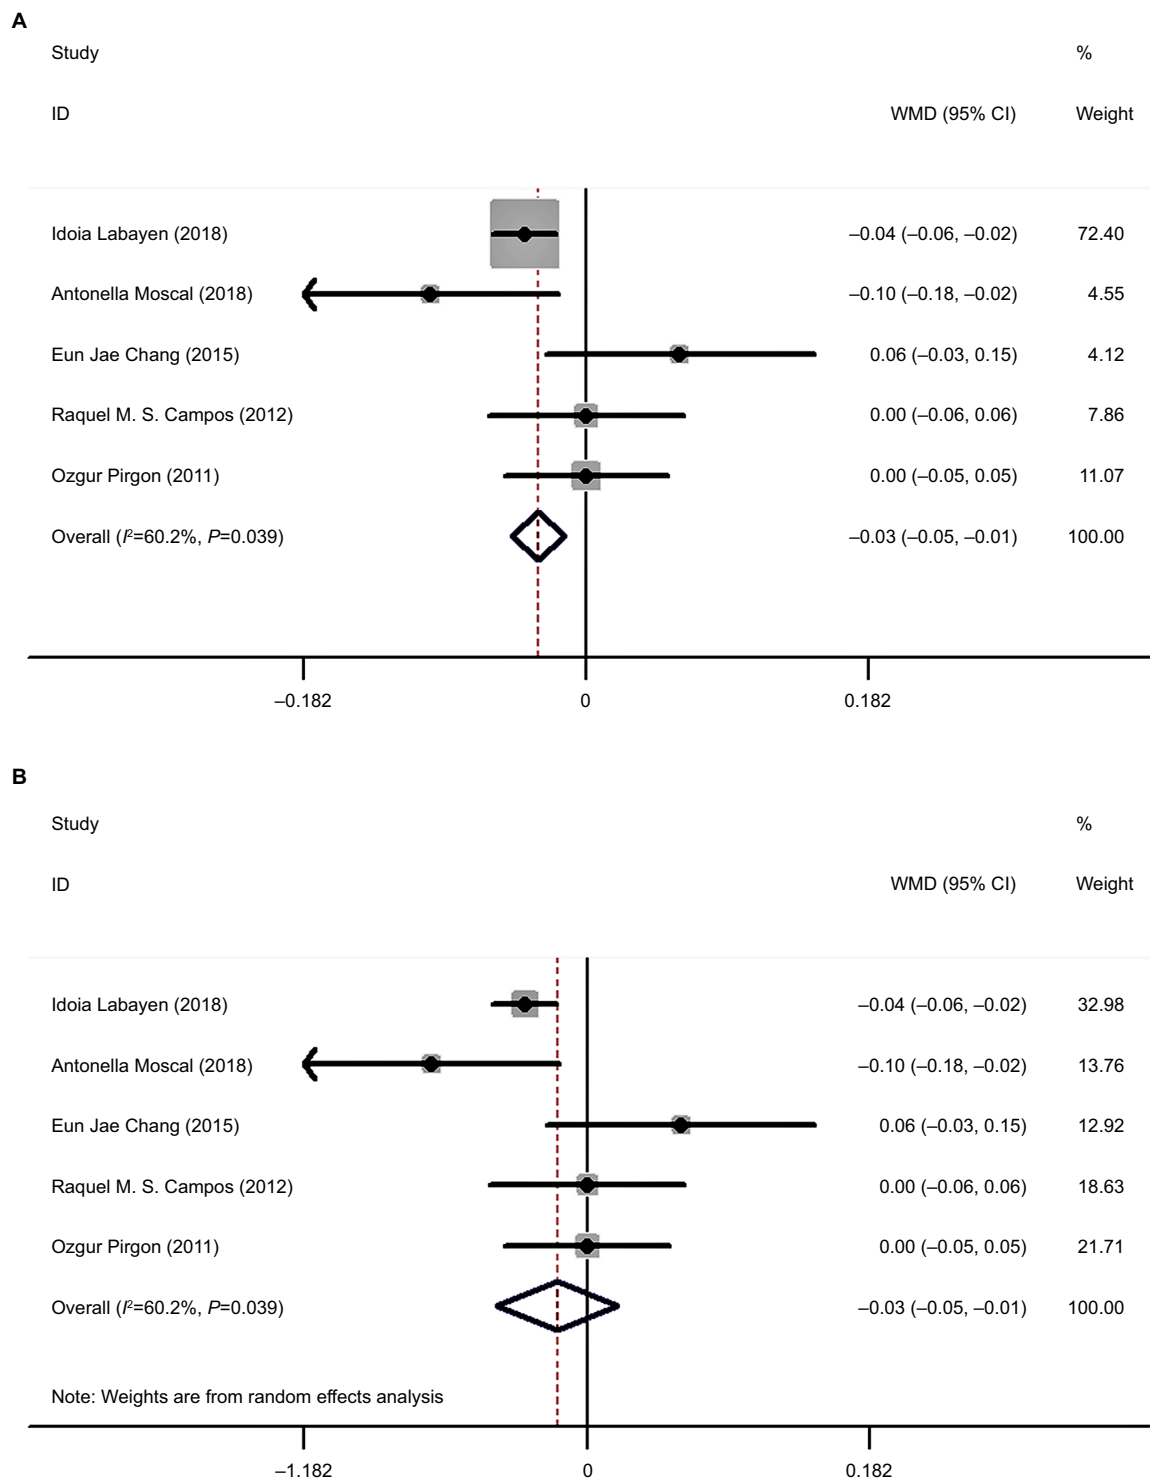 A
Study %
ID WMD (95% CI) Weight
Idoia Labayen (2018) –0.04 (–0.06, –0.02) 72.40
Antonella Moscal (2018) –0.10 (–0.18, –0.02) 4.55
Eun Jae Chang (2015) 0.06 (–0.03, 0.15) 4.12
Raquel M. S. Campos (2012) 0.00 (–0.06, 0.06) 7.86
Ozgur Pirgon (2011) 0.00 (–0.05, 0.05) 11.07
Overall (I²=60.2%, P=0.039) –0.03 (–0.05, –0.01) 100.00
–0.182 0 0.182
B
Study %
ID WMD (95% CI) Weight
Idoia Labayen (2018) –0.04 (–0.06, –0.02) 32.98
Antonella Moscal (2018) –0.10 (–0.18, –0.02) 13.76
Eun Jae Chang (2015) 0.06 (–0.03, 0.15) 12.92
Raquel M. S. Campos (2012) 0.00 (–0.06, 0.06) 18.63
Ozgur Pirgon (2011) 0.00 (–0.05, 0.05) 21.71
Overall (I²=60.2%, P=0.039) –0.03 (–0.05, –0.01) 100.00
Note: Weights are from random effects analysis
–1.182 0 0.182